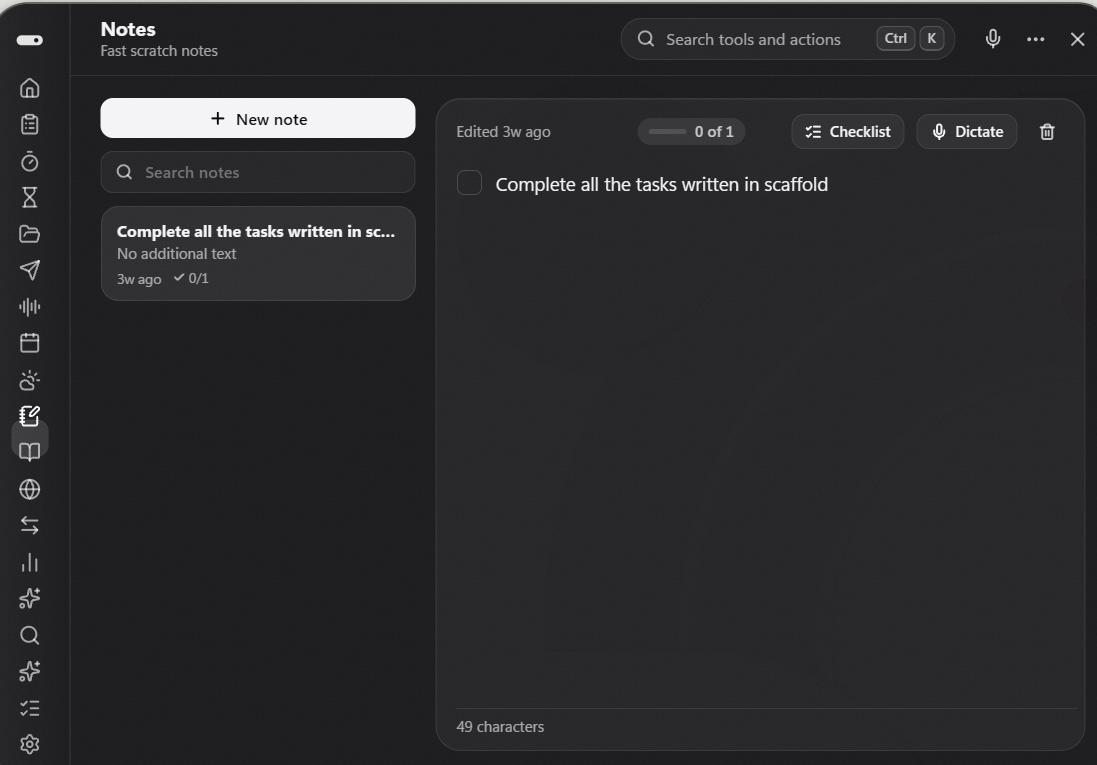 Notes
Fast scratch notes
Search tools and actions Ctrl K
New note
Search notes
Complete all the tasks written in sc...
No additional text
3w ago 0/1
Edited 3w ago 0 of 1 Checklist Dictate
Complete all the tasks written in scaffold
49 characters